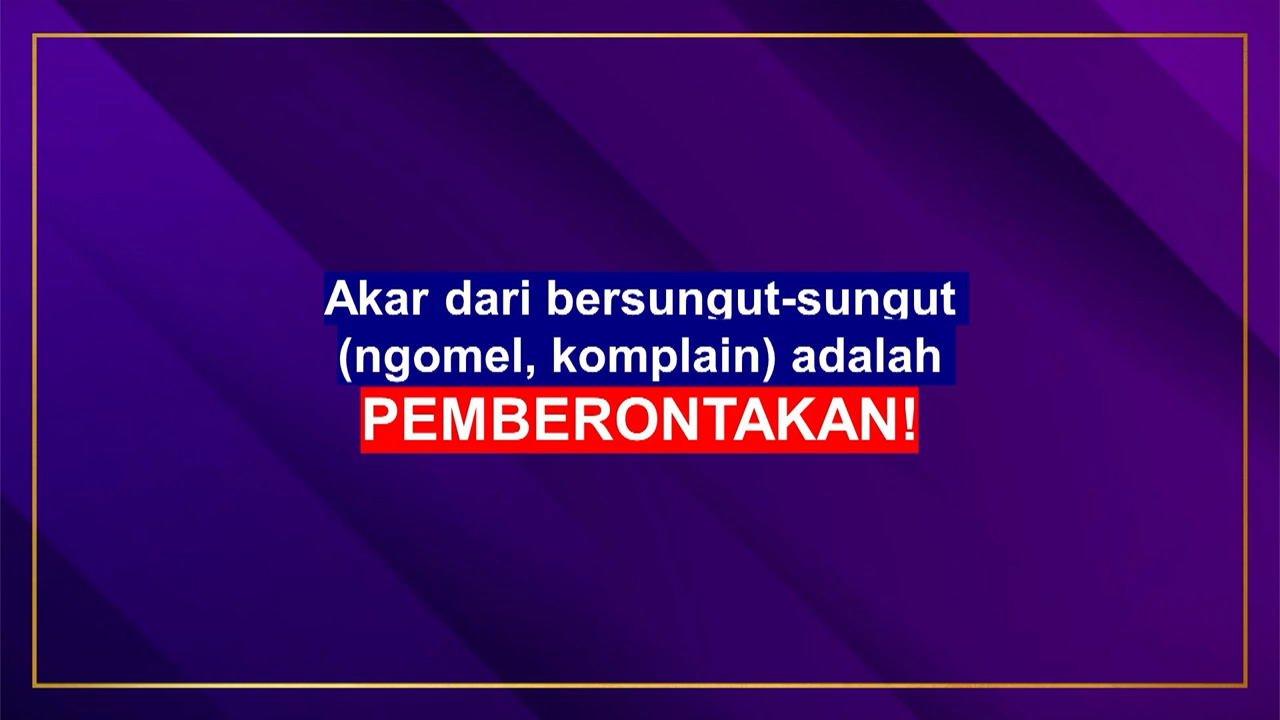 Akar dari bersungut-sungut
(ngomel, komplain) adalah
PEMBERONTAKAN!